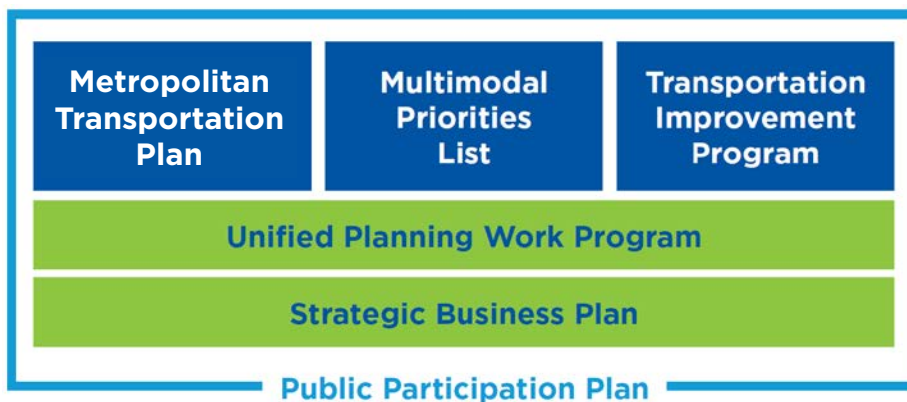 Metropolitan
Transportation
Plan
Multimodal
Priorities
List
Transportation
Improvement
Program
Unified Planning Work Program
Strategic Business Plan
Public Participation Plan